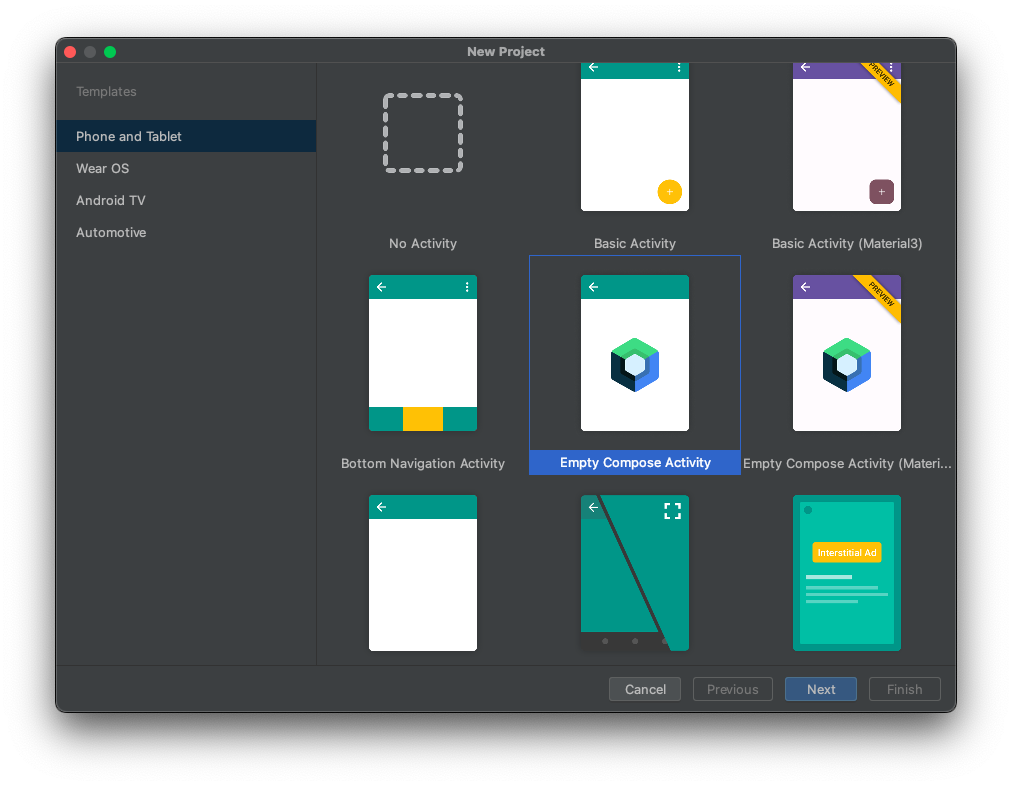 New Project
Templates
Phone and Tablet
Wear OS
Android TV
Automotive
PREVIEW
No Activity
Basic Activity
Basic Activity (Material3)
PREVIEW
Bottom Navigation Activity
Empty Compose Activity
Empty Compose Activity (Materi...
Interstitial Ad
Cancel
Previous
Next
Finish